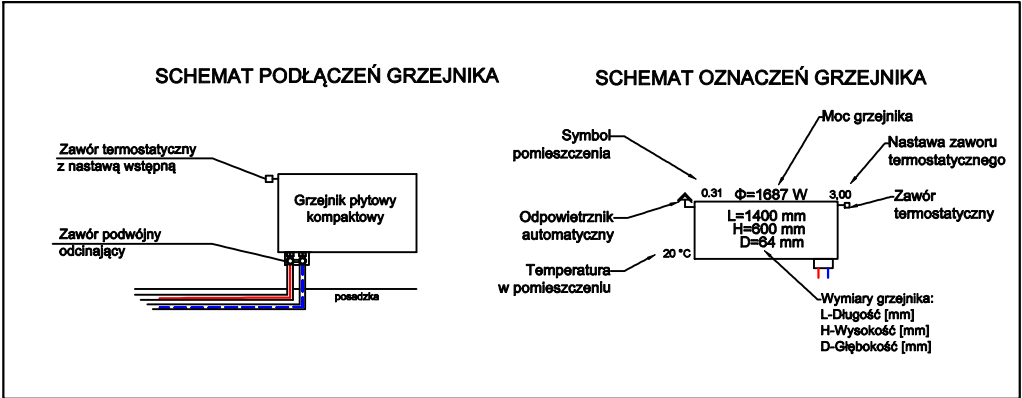 SCHEMAT PODŁĄCZEŃ GRZEJNIKA
Zawór termostatyczny
z nastawą wstępną
Grzejnik płytowy
kompaktowy
Zawór podwójny
odcinający
posadzka
SCHEMAT OZNACZEŃ GRZEJNIKA
Moc grzejnika
Symbol
pomieszczenia
Nastawa zaworu
termostatycznego
0.31
Φ=1687 W
3,00
Zawór
termostatyczny
L=1400 mm
H=600 mm
D=64 mm
Odpowietrznik
automatyczny
20 °C
Temperatura
w pomieszczeniu
Wymiary grzejnika:
L-Długość [mm]
H-Wysokość [mm]
D-Głębokość [mm]